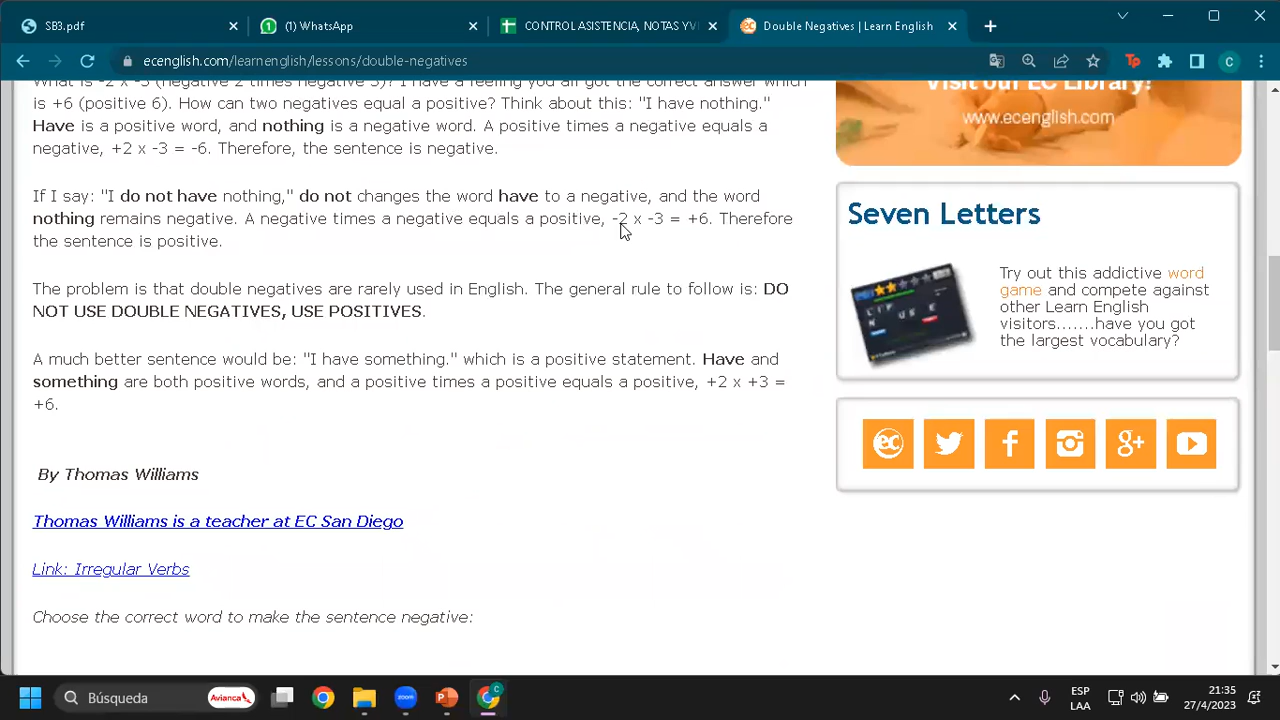 SB3.pdf
(1) WhatsApp
CONTROL ASISTENCIA, NOTAS YVI
Double Negatives | Learn English
ecenglish.com/learnenglish/lessons/double-negatives
is +6 (positive 6). How can two negatives equal a positive? Think about this: "I have nothing."
Have is a positive word, and nothing is a negative word. A positive times a negative equals a
negative, +2 x -3 = -6. Therefore, the sentence is negative.
If I say: "I do not have nothing," do not changes the word have to a negative, and the word
nothing remains negative. A negative times a negative equals a positive, -2 x -3 = +6. Therefore
the sentence is positive.
The problem is that double negatives are rarely used in English. The general rule to follow is: DO
NOT USE DOUBLE NEGATIVES, USE POSITIVES.
A much better sentence would be: "I have something." which is a positive statement. Have and
something are both positive words, and a positive times a positive equals a positive, +2 x +3 =
+6.
By Thomas Williams
Thomas Williams is a teacher at EC San Diego
Link: Irregular Verbs
Choose the correct word to make the sentence negative:
Visit our EC Library!
www.ecenglish.com
Seven Letters
Try out this addictive word
game and compete against
other Learn English
visitors.......have you got
the largest vocabulary?
Búsqueda
Avianca
zoom
ESP
LAA
21:35
27/4/2023